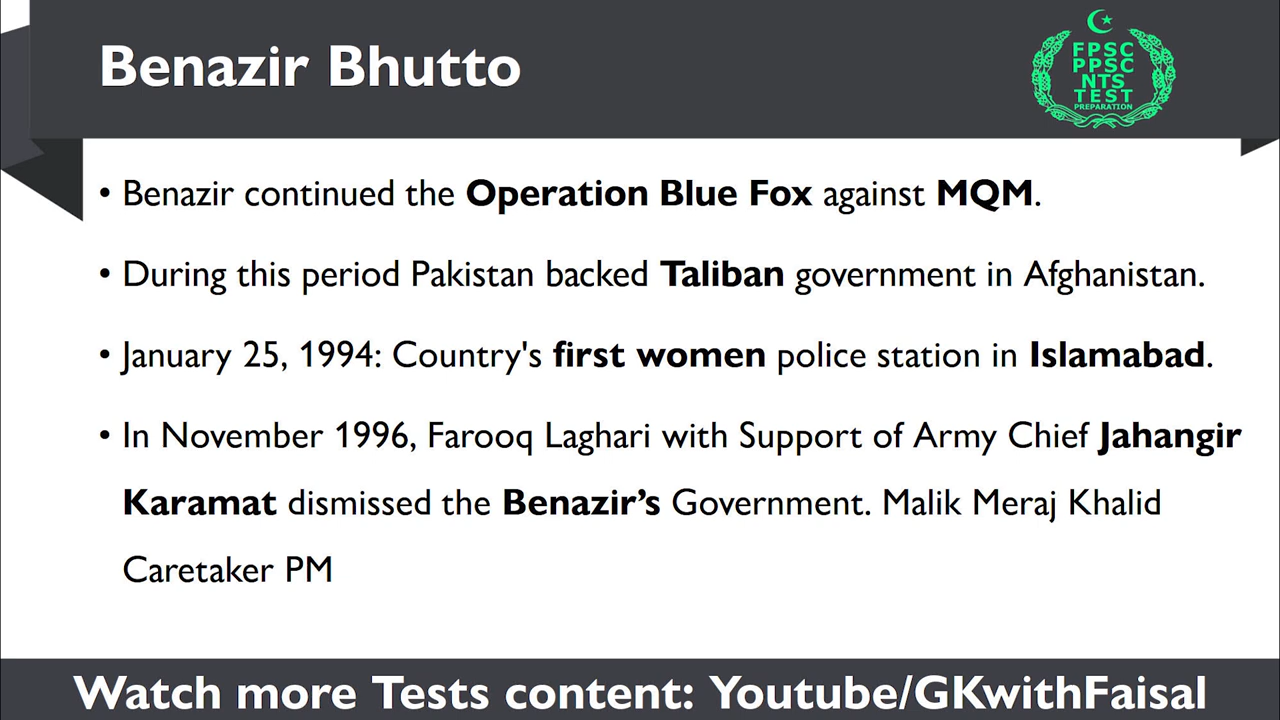 Benazir Bhutto
FPSC
PPSC
NTS
TEST
PREPARATION
• Benazir continued the Operation Blue Fox against MQM.
• During this period Pakistan backed Taliban government in Afghanistan.
• January 25, 1994: Country's first women police station in Islamabad.
• In November 1996, Farooq Laghari with Support of Army Chief Jahangir
Karamat dismissed the Benazir’s Government. Malik Meraj Khalid
Caretaker PM
Watch more Tests content: Youtube/GKwithFaisal